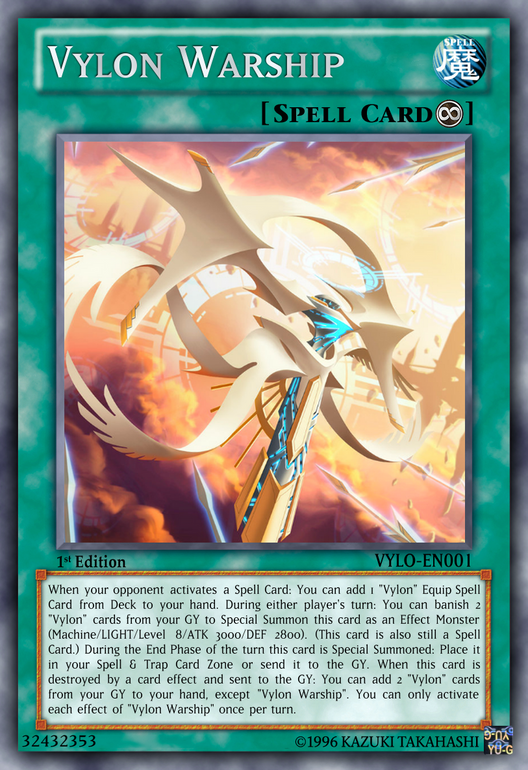 VYLON WARSHIP
SPELL
魔
[SPELL CARD∞]
1st Edition
VYLO-EN001
When your opponent activates a Spell Card: You can add 1 "Vylon" Equip Spell
Card from Deck to your hand. During either player's turn: You can banish 2
"Vylon" cards from your GY to Special Summon this card as an Effect Monster
(Machine/LIGHT/Level 8/ATK 3000/DEF 2800). (This card is also still a Spell
Card.) During the End Phase of the turn this card is Special Summoned: Place it
in your Spell & Trap Card Zone or send it to the GY. When this card is
destroyed by a card effect and sent to the GY: You can add 2 "Vylon" cards
from your GY to your hand, except "Vylon Warship". You can only activate
each effect of "Vylon Warship" once per turn.
32432353
©1996 KAZUKI TAKAHASHI